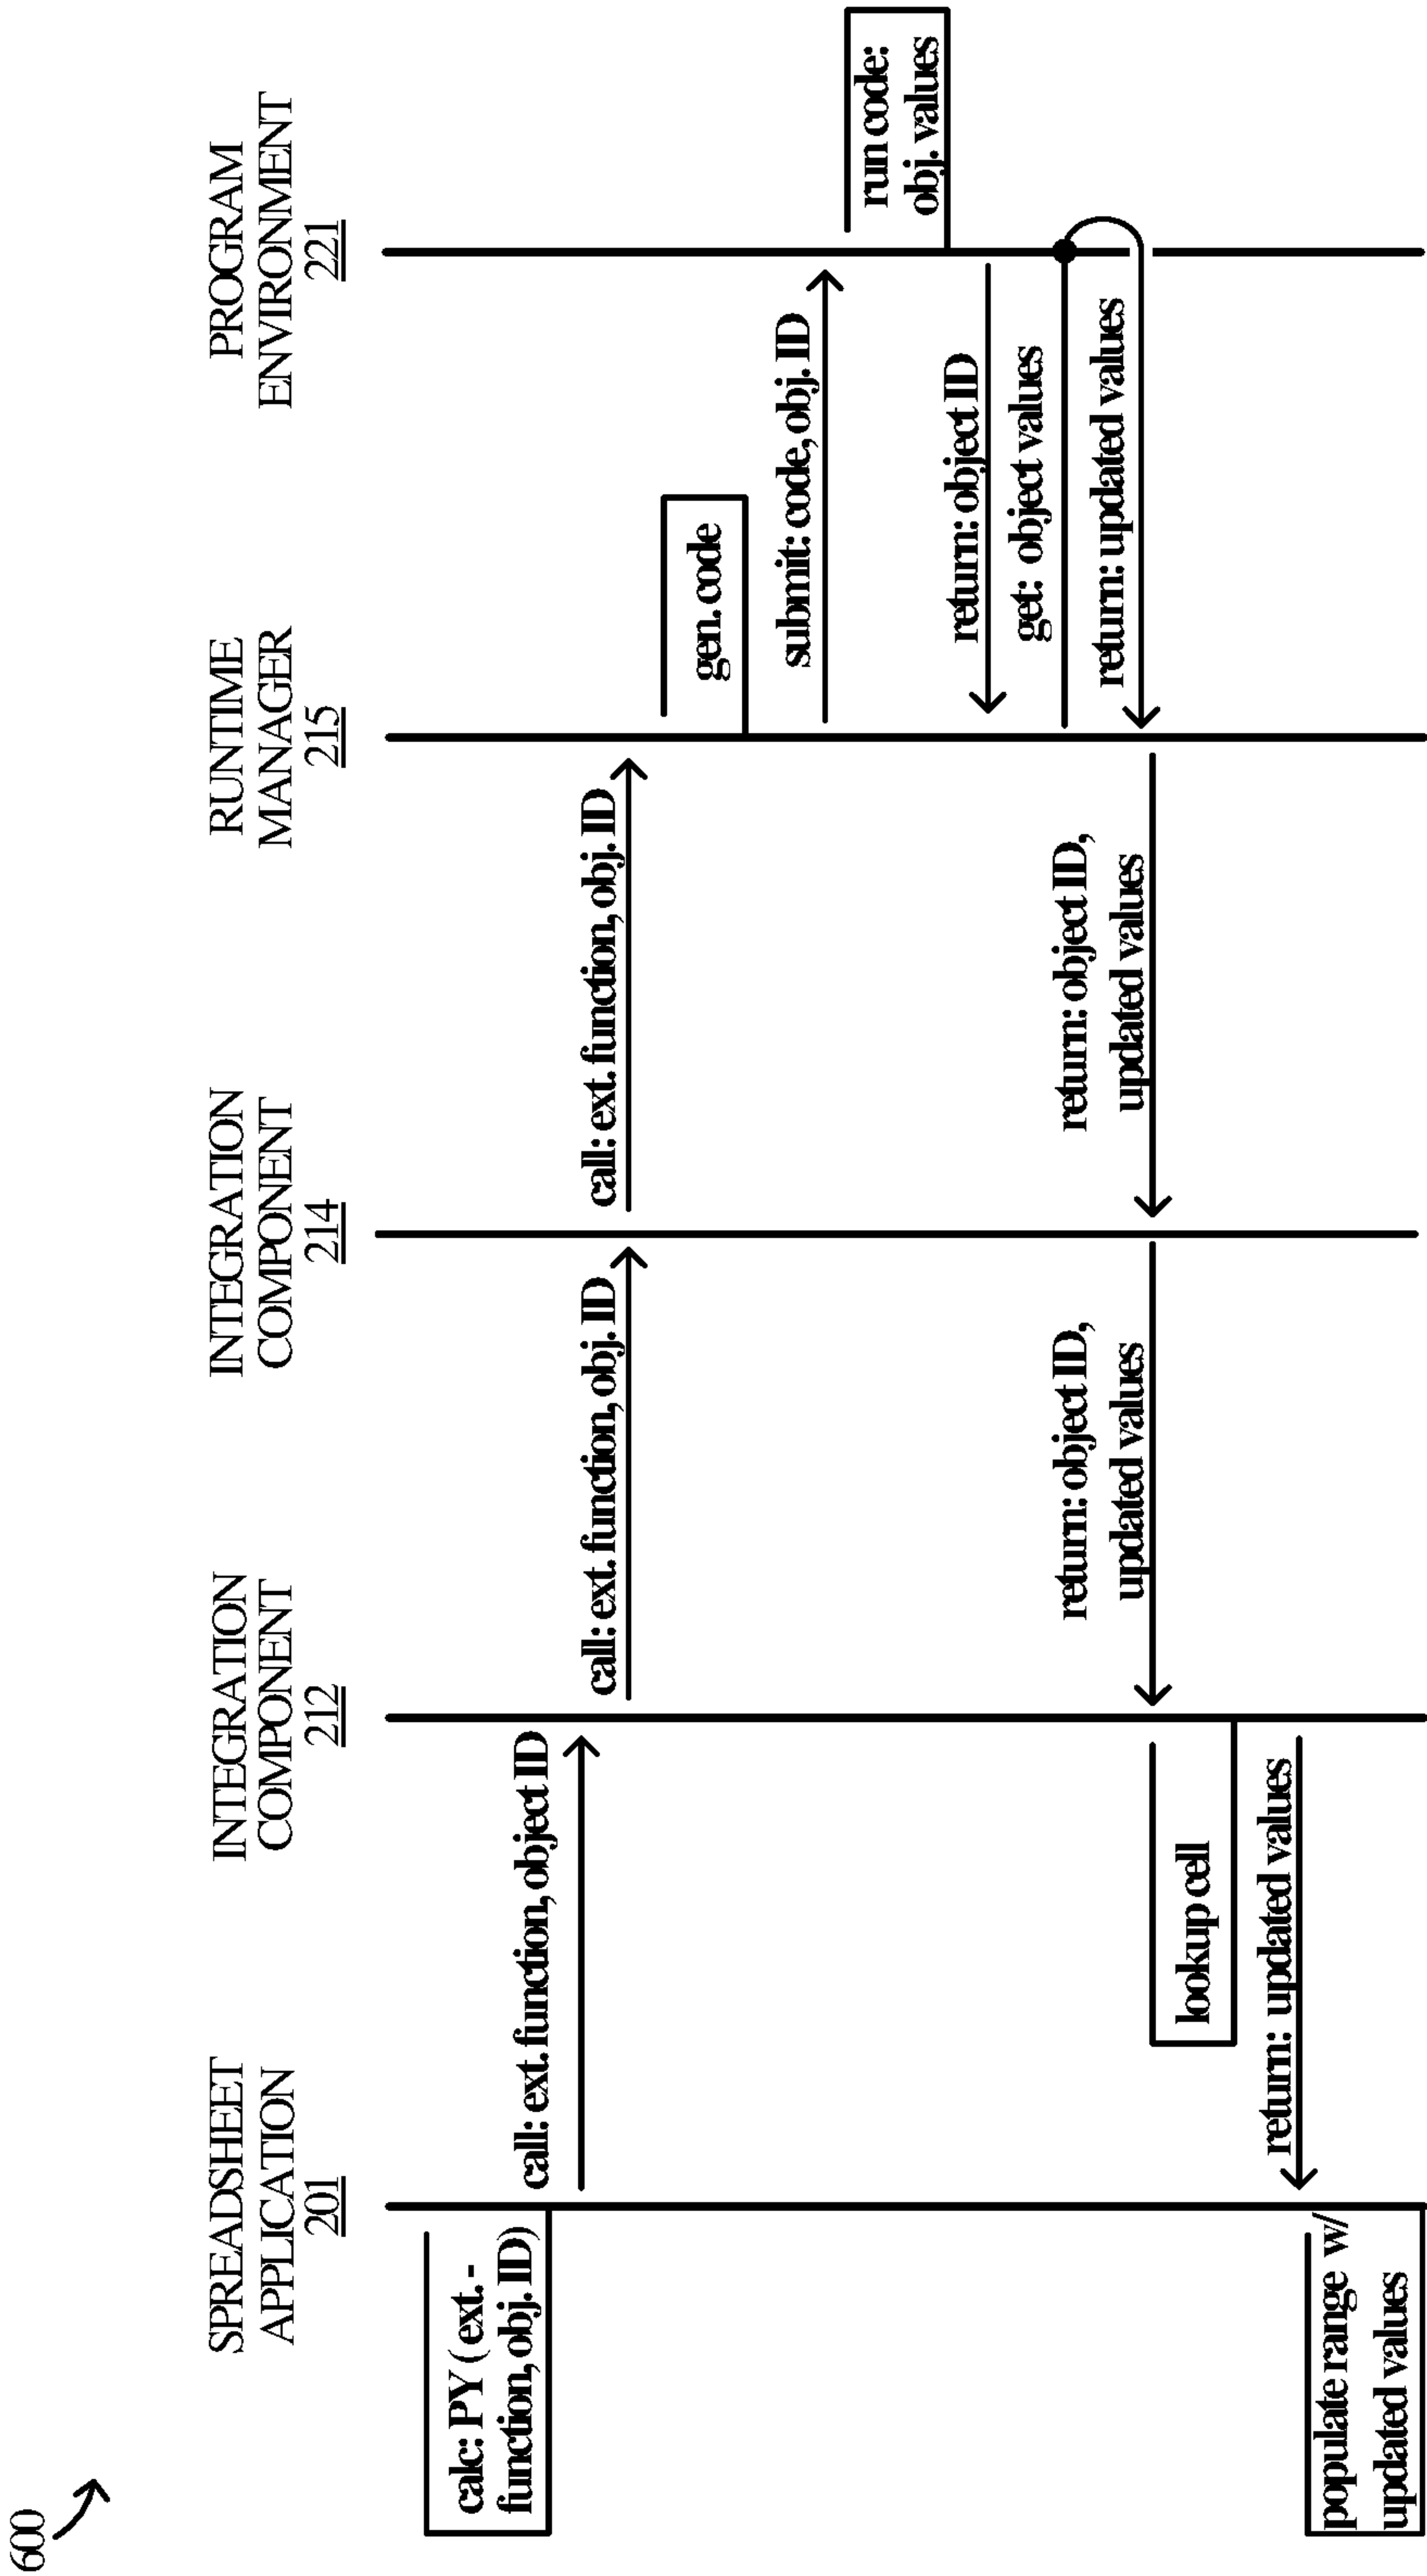 600
SPREADSHEET
APPLICATION
201
INTEGRATION
COMPONENT
212
INTEGRATION
COMPONENT
214
RUNTIME
MANAGER
215
PROGRAM
ENVIRONMENT
221
calc: PY ( ext. -
function, obj. ID)
call: ext. function, object ID
call: ext. function, obj. ID
call: ext. function, obj. ID
gen. code
submit: code, obj. ID
run code:
obj. values
return: object ID
get: object values
return: updated values
return: object ID,
updated values
return: object ID,
updated values
lookup cell
return: updated values
populate range w/
updated values